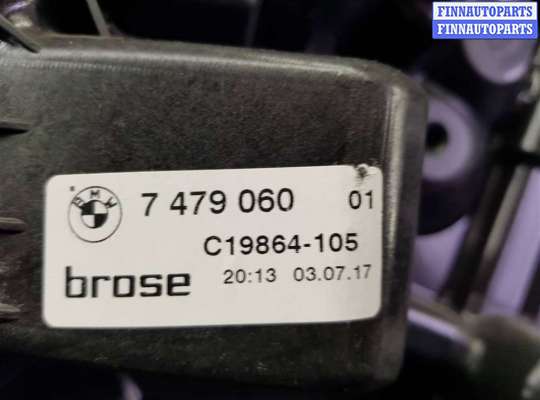 FINNAUTOPARTS
FINNAUTOPARTS
BMW 7 479 060 01
C19864-105
brose 20:13 03.07.17